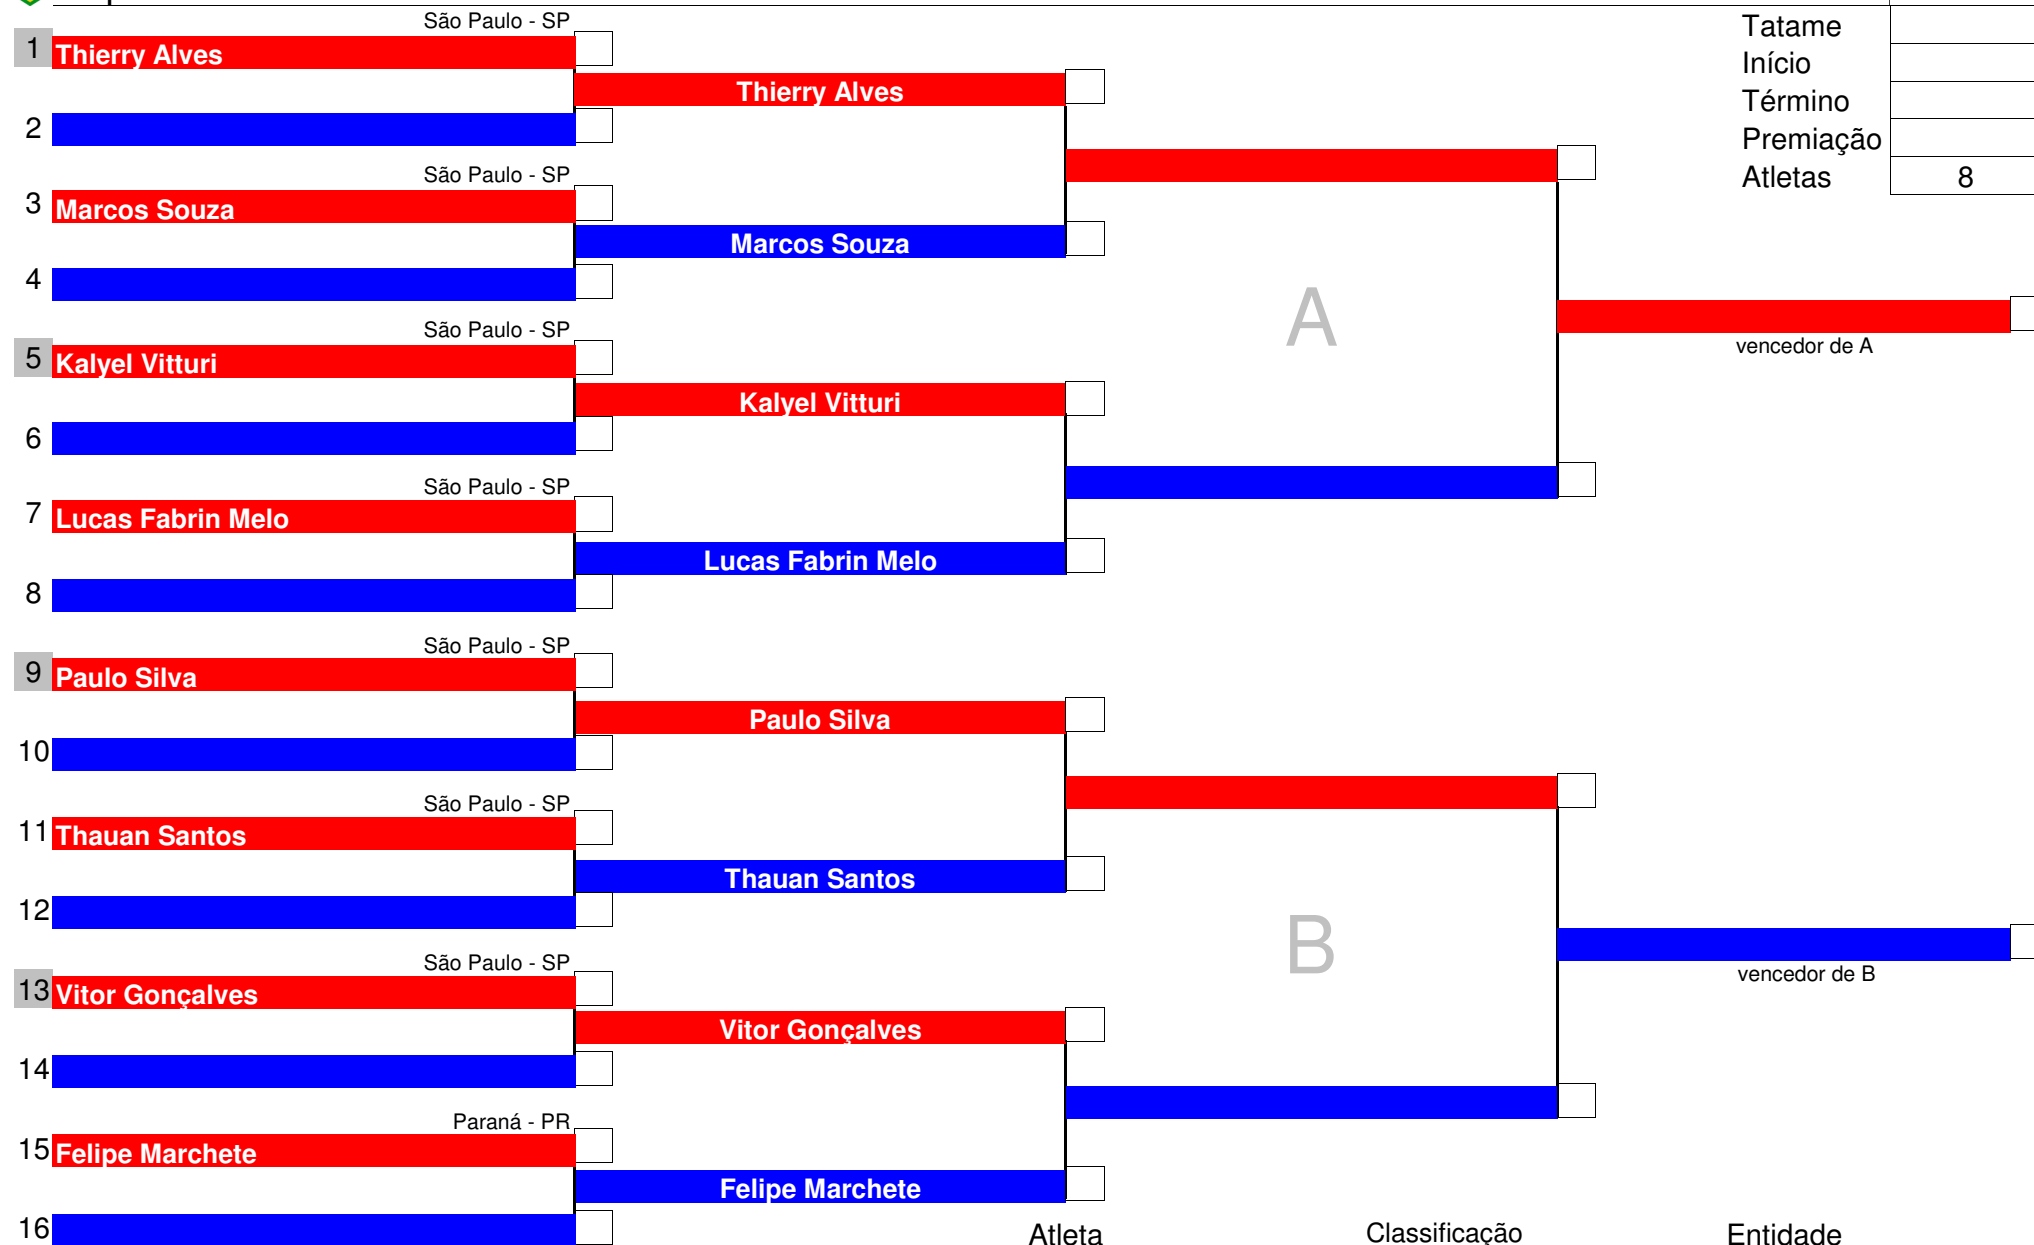 São Paulo - SP
Tatame
1 Thierry Alves
Início
Thierry Alves
Término
2
Premiação
São Paulo - SP
Atletas 8
3 Marcos Souza
Marcos Souza
4
A
São Paulo - SP
vencedor de A
5 Kalyel Vitturi
Kalyel Vitturi
6
São Paulo - SP
7 Lucas Fabrin Melo
Lucas Fabrin Melo
8
São Paulo - SP
9 Paulo Silva
Paulo Silva
10
São Paulo - SP
11 Thauan Santos
Thauan Santos
12
B
São Paulo - SP
vencedor de B
13 Vitor Gonçalves
Vitor Gonçalves
14
Paraná - PR
15 Felipe Marchete
Felipe Marchete
16
Atleta Classificação Entidade